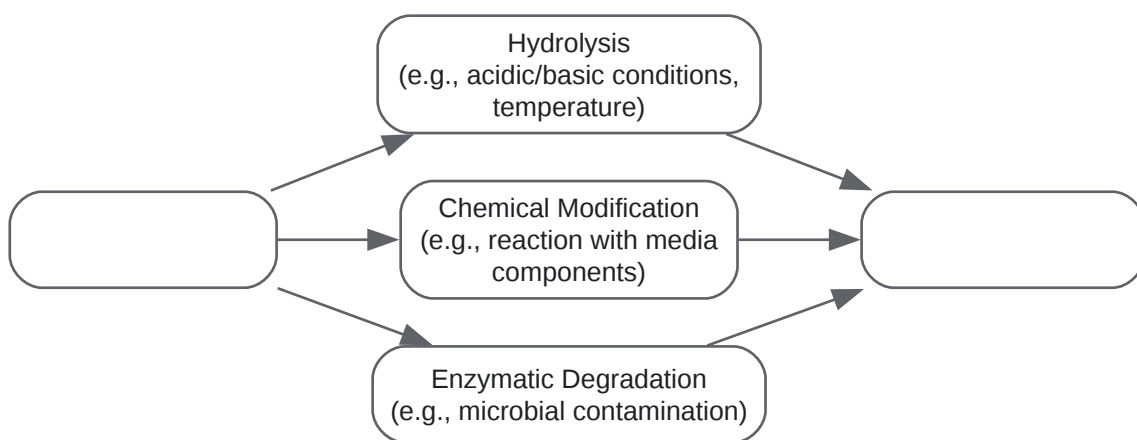 Hydrolysis
(e.g., acidic/basic conditions,
temperature)
Chemical Modification
(e.g., reaction with media
components)
Enzymatic Degradation
(e.g., microbial contamination)